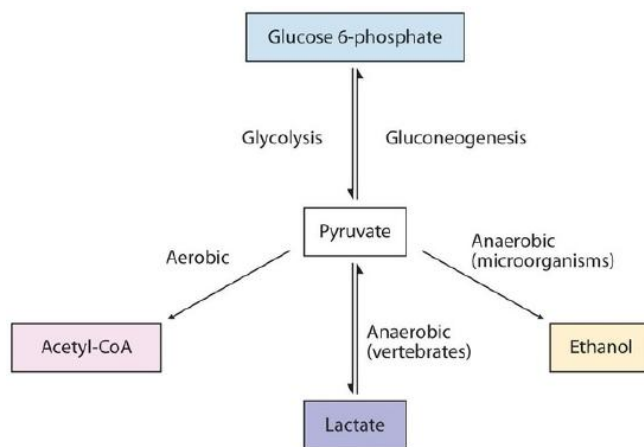 Glucose 6-phosphate
Glycolysis
Gluconeogenesis
Pyruvate
Aerobic
Anaerobic
(microorganisms)
Acetyl-CoA
Anaerobic
(vertebrates)
Ethanol
Lactate